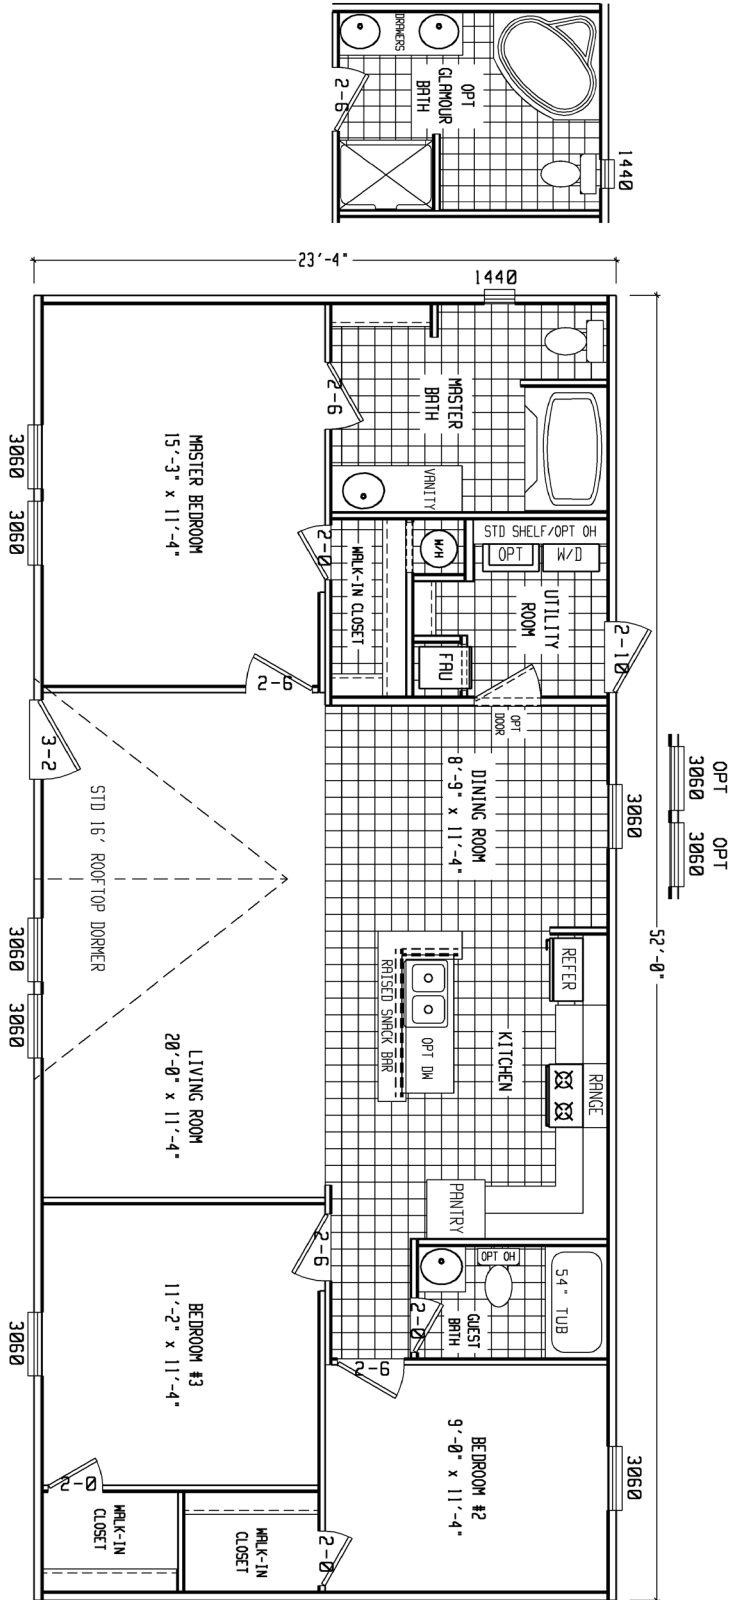 DRAWERS
OPT
GLAMOUR
BATH
2-6
1440
23'-4"
1440
52'-0"
MASTER
BATH
2-6
VANITY
MASTER BEDROOM
15'-3" x 11'-4"
3060
3060
2-0
WALK-IN CLOSET
W/H
STD SHELF/OPT OH
OPT
W/D
UTILITY
ROOM
FAU
2-10
2-6
3-2
OPT
DOOR
DINING ROOM
8'-9" x 11'-4"
3060
OPT
3060
OPT
3060
STD 16' ROOFTOP DORMER
3060
3060
LIVING ROOM
20'-0" x 11'-4"
RAISED SNACK BAR
OPT DW
KITCHEN
REFER
RANGE
PANTRY
2-6
OPT OH
54" TUB
GUEST
BATH
2-0
2-6
BEDROOM #3
11'-2" x 11'-4"
3060
BEDROOM #2
9'-0" x 11'-4"
3060
2-0
WALK-IN
CLOSET
WALK-IN
CLOSET
2-0